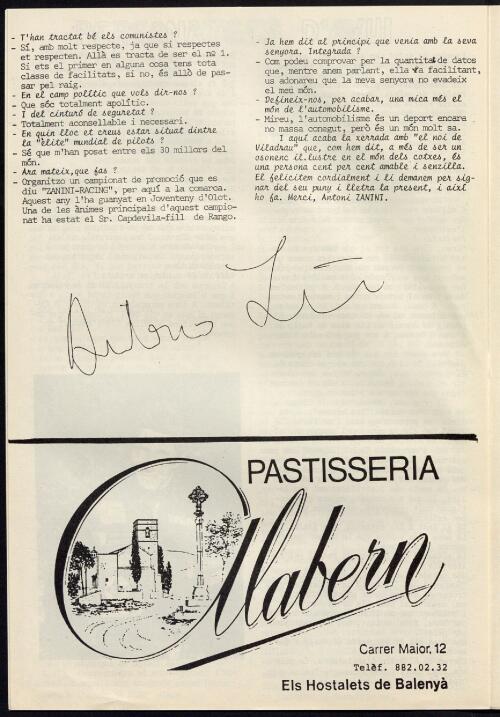 - T'han tractat bé els comunistes ?
- Sí, amb molt respecte, ja que si respectes
et respecten. Allà es tracta de ser el nº 1.
Si ets el primer en alguna cosa tens tota
classe de facilitats, si no, és allò de pas-
sar pel raig.
- En el camp polític que vols dir-nos ?
- Que sóc totalment apolític.
- I del cinturó de seguretat ?
- Totalment aconsellable i necessari.
- En quin lloc et creus estar situat dintre
la "èlite" mundial de pilots ?
- Sé que m'han posat entre els 30 millors del
món.
- Ara mateix, que fas ?
- Organitzo un campionat de promoció que es
diu "ZANINI-RACING", per aquí a la comarca.
Aquest any l'ha guanyat en Joventeny d'Olot.
Una de les ànimes principals d'aquest campio-
nat ha estat el Sr. Capdevila-fill de Rango.
- Ja hem dit al principi que venia amb la seva
senyora. Integrada ?
- Com podeu comprovar per la quantitat de datos
que, mentre anem parlant, ella va facilitant,
us adonareu que la meva senyora no evadeix
el meu món.
- Defineix-nos, per acabar, una mica més el
món de l'automobilisme.
- Mireu, l'automobilisme és un deport encara
no massa conegut, però és un món molt sa.
I aquí acaba la xerrada amb "el noi de
Viladrau" que, com hem dit, a més de ser un
osonenc il.lustre en el món dels cotxes, és
una persona cent per cent amable i senzilla.
El felicitem cordialment i li demanem per sig-
nar del seu puny i lletra la present, i així
ho fa. Merci, Antoni ZANINI.
PASTISSERIA
Illabern
Carrer Maior, 12
Telèf. 882.02.32
Els Hostalets de Balenyà